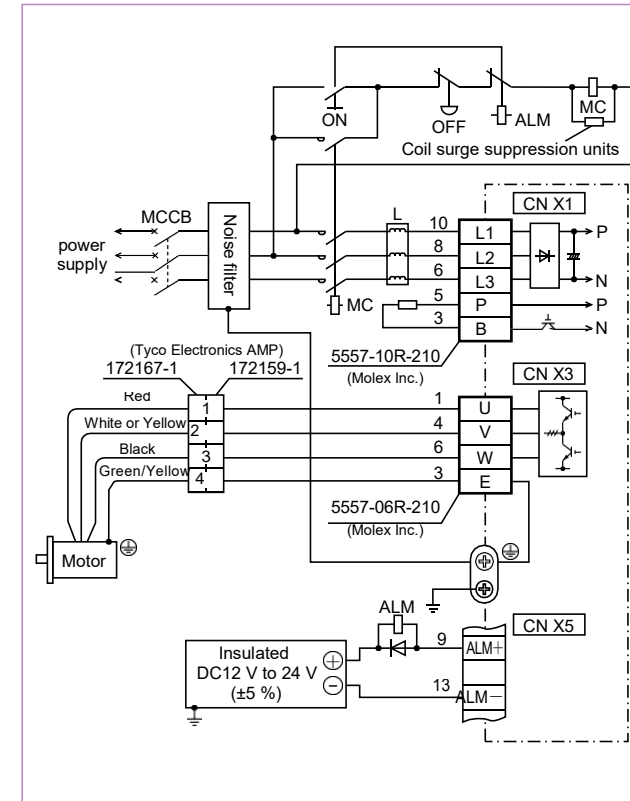 ON
OFF
ALM
MC
Coil surge suppression units
MCCB
power
supply
Noise filter
L
MC
CN X1
10
L1
P
8
L2
6
L3
N
5
P
P
3
B
N
5557-10R-210
(Molex Inc.)
(Tyco Electronics AMP)
172167-1
172159-1
CN X3
Red
1
1
U
White or Yellow
2
4
V
Black
3
6
W
Green/Yellow
4
3
E
5557-06R-210
(Molex Inc.)
Motor
ALM
CN X5
Insulated
DC12 V to 24 V
(±5 %)
+
−
9
ALM+
13
ALM−